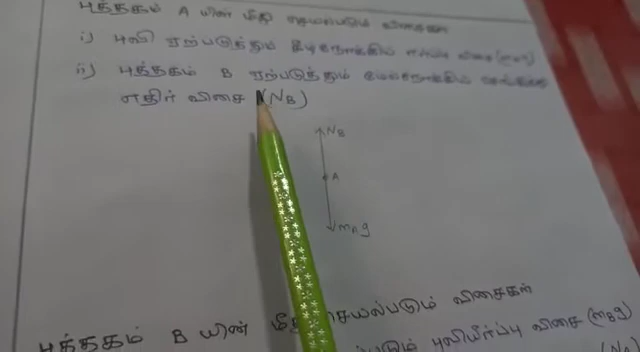 புத்தகம் A யின் மீது செயல்படும் விசைகள்
i) புவி ஏற்படுத்தும் கீழ்நோக்கிய ஈர்ப்பு விசை
ii) புத்தகம் B ஏற்படுத்தும் மேல்நோக்கிய செங்குத்து
எதிர் விசை (NB)
NB
A
mAg
புத்தகம் B யின் மீது செயல்படும் விசைகள்
புவியீர்ப்பு விசை (mBg)